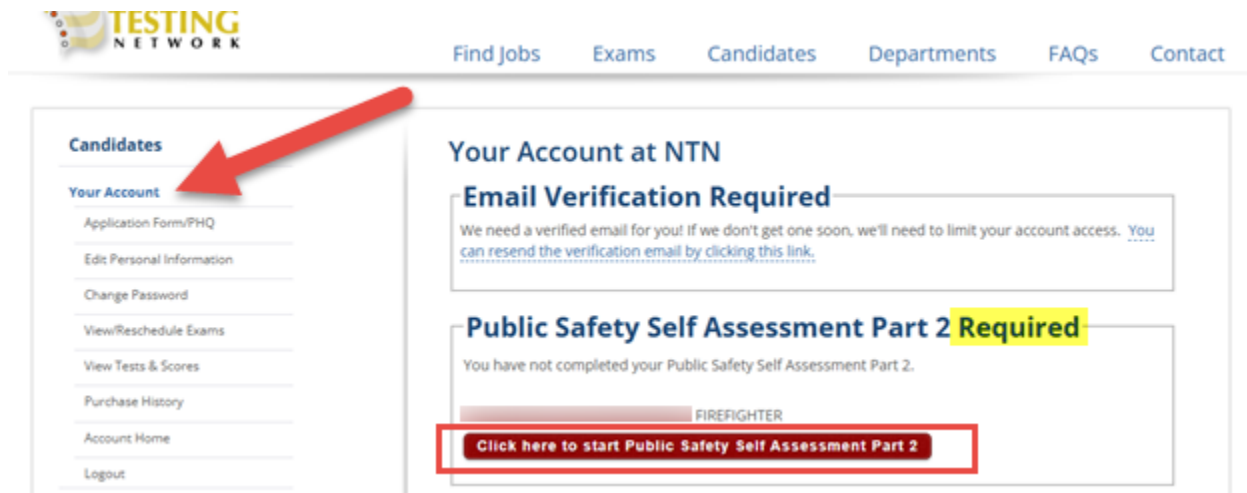 TESTING
NETWORK
Find Jobs Exams Candidates Departments FAQs Contact
Candidates
Your Account
Application Form/PHQ
Edit Personal Information
Change Password
View/Reschedule Exams
View Tests & Scores
Purchase History
Account Home
Logout
Your Account at NTN
Email Verification Required
We need a verified email for you! If we don't get one soon, we'll need to limit your account access. You
can resend the verification email by clicking this link.
Public Safety Self Assessment Part 2 Required
You have not completed your Public Safety Self Assessment Part 2.
FIREFIGHTER
Click here to start Public Safety Self Assessment Part 2